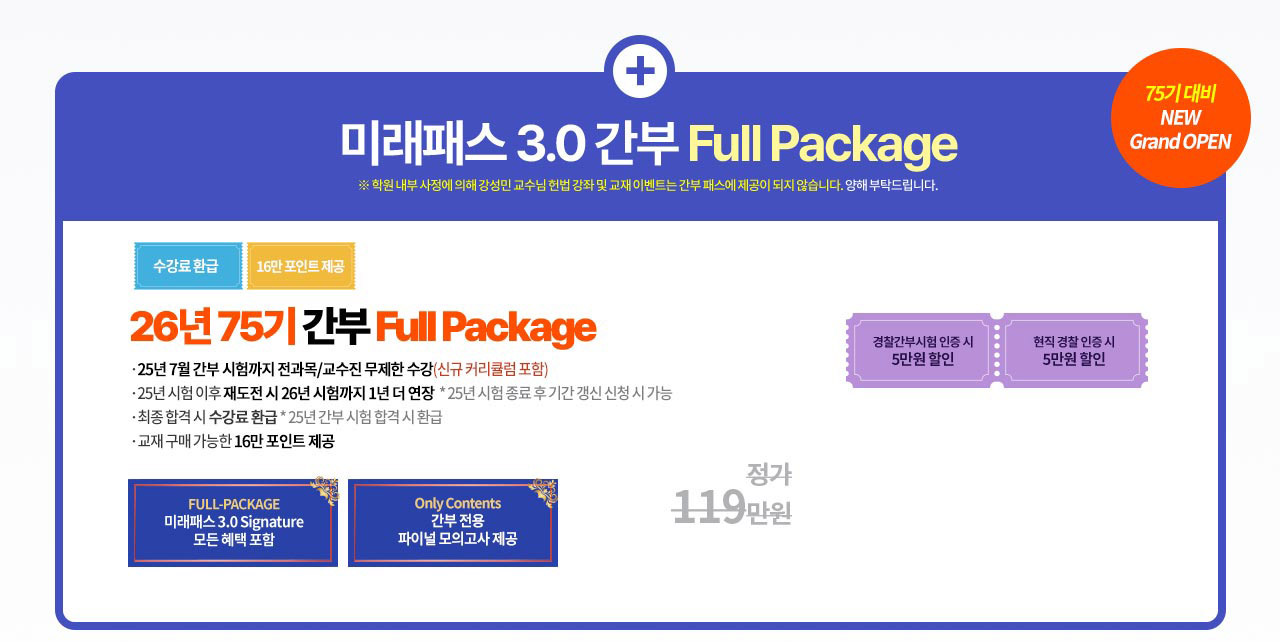 75기 대비
NEW
Grand OPEN
미래패스 3.0 간부 Full Package
※ 학원 내부 사정에 의해 강성민 교수님 헌법 강좌 및 교재 이벤트는 간부 패스에 제공이 되지 않습니다. 양해 부탁드립니다.
수강료 환급
16만 포인트 제공
26년 75기 간부 Full Package
· 25년 7월 간부 시험까지 전과목/교수진 무제한 수강(신규 커리큘럼 포함)
· 25년 시험 이후 재도전 시 26년 시험까지 1년 더 연장 * 25년 시험 종료 후 기간 갱신 신청 시 가능
· 최종 합격 시 수강료 환급 * 25년 간부 시험 합격 시 환급
· 교재 구매 가능한 16만 포인트 제공
경찰간부시험 인증 시
5만원 할인
현직 경찰 인증 시
5만원 할인
FULL-PACKAGE
미래패스 3.0 Signature
모든 혜택 포함
Only Contents
간부 전용
파이널 모의고사 제공
정가
119만원